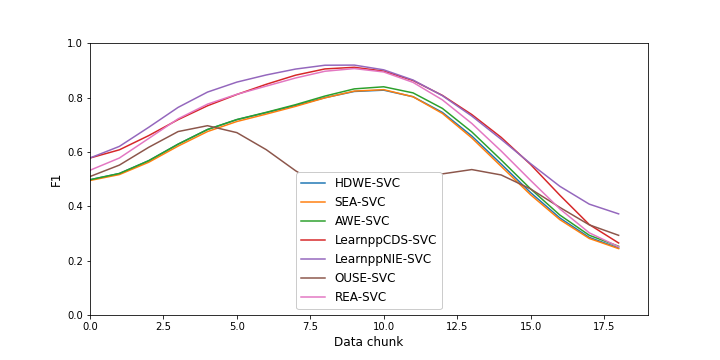 1.0
0.8
0.6
0.4
0.2
0.0
F1
0.0 2.5 5.0 7.5 10.0 12.5 15.0 17.5
Data chunk
HDWE-SVC
SEA-SVC
AWE-SVC
LearnppCDS-SVC
LearnppNIE-SVC
OUSE-SVC
REA-SVC